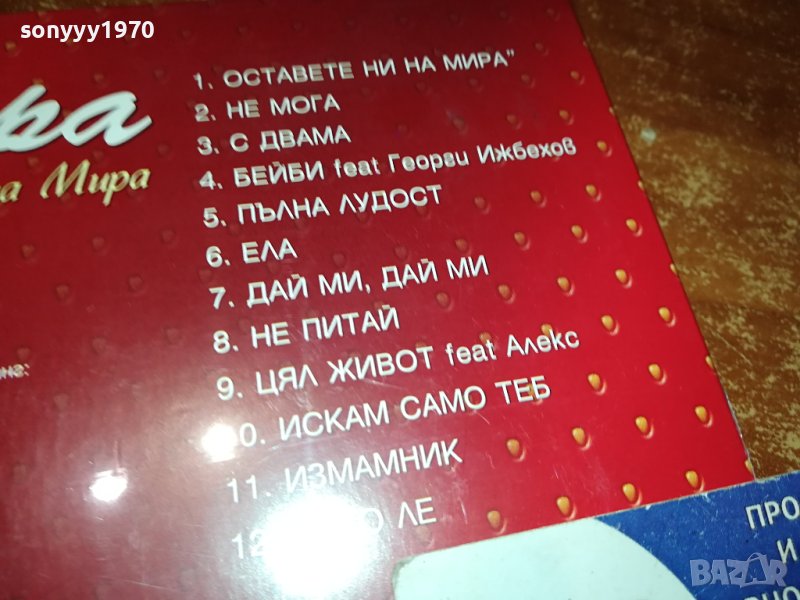 sonyyy1970
1. ОСТАВЕТЕ НИ НА МИРА"
2. НЕ МОГА
3. С ДВАМА
4. БЕЙБИ feat Георги Ижбехов
5. ПЪЛНА ЛУДОСТ
6. ЕЛА
7. ДАЙ МИ, ДАЙ МИ
8. НЕ ПИТАЙ
9. ЦЯЛ ЖИВОТ feat Алекс
0. ИСКАМ САМО ТЕБ
11. ИЗМАМНИК
12 ЛЕ
ра
а Мира
ПРО
И
BAZAR